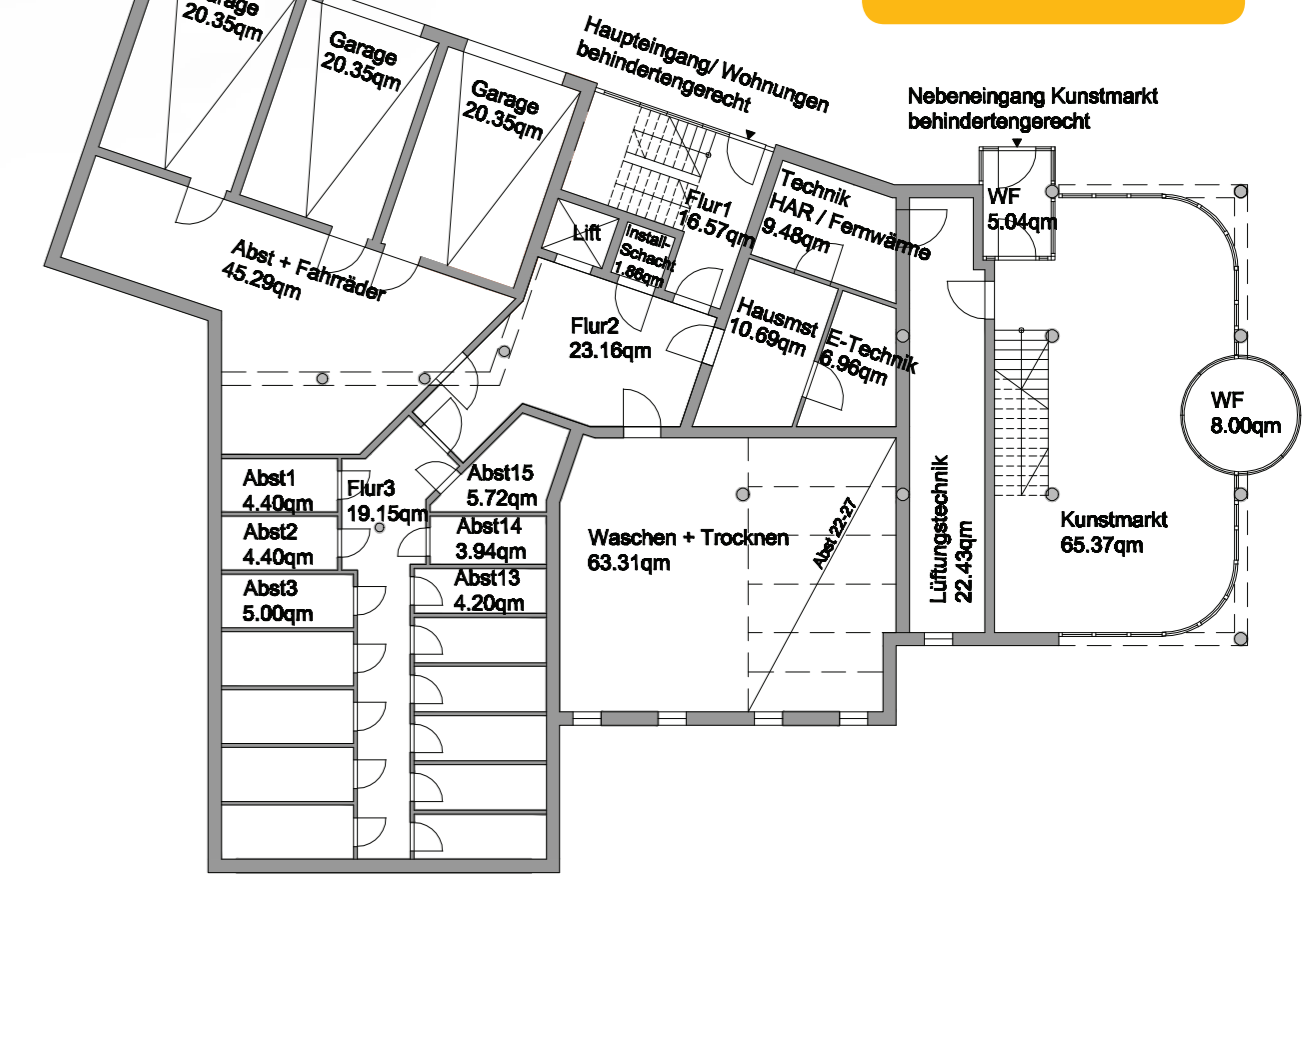 20.35qm
Garage
20.35qm
Garage
20.35qm
Haupteingang/ Wohnungen
behindertengerecht
Nebeneingang Kunstmarkt
behindertengerecht
Technik
HAR / Fernwärme
9.48qm
WF
5.04qm
Flur1
16.57qm
Lift
Install-
Schacht
1.86qm
Abst + Fahrräder
45.29qm
Flur2
23.16qm
Hausmst
10.69qm
E-Technik
6.96qm
WF
8.00qm
Abst1
4.40qm
Flur3
19.15qm
Abst15
5.72qm
Abst2
4.40qm
Abst14
3.94qm
Waschen + Trocknen
63.31qm
Abst 22-27
Lüftungstechnik
22.43qm
Kunstmarkt
65.37qm
Abst3
5.00qm
Abst13
4.20qm